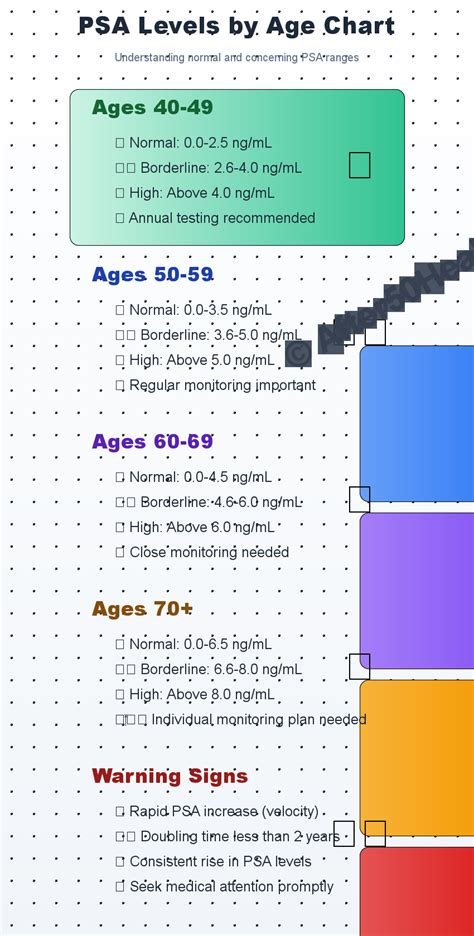 PSA Levels by Age Chart
Understanding normal and concerning PSA ranges
Ages 40-49
Normal: 0.0-2.5 ng/mL
Borderline: 2.6-4.0 ng/mL
High: Above 4.0 ng/mL
Annual testing recommended
Ages 50-59
Normal: 0.0-3.5 ng/mL
Borderline: 3.6-5.0 ng/mL
High: Above 5.0 ng/mL
Regular monitoring important
©
Ages 60-69
Normal: 0.0-4.5 ng/mL
Borderline: 4.6-6.0 ng/mL
High: Above 6.0 ng/mL
Close monitoring needed
Ages 70+
Normal: 0.0-6.5 ng/mL
Borderline: 6.6-8.0 ng/mL
High: Above 8.0 ng/mL
Individual monitoring plan needed
Warning Signs
Rapid PSA increase (velocity)
Doubling time less than 2 years
Consistent rise in PSA levels
Seek medical attention promptly